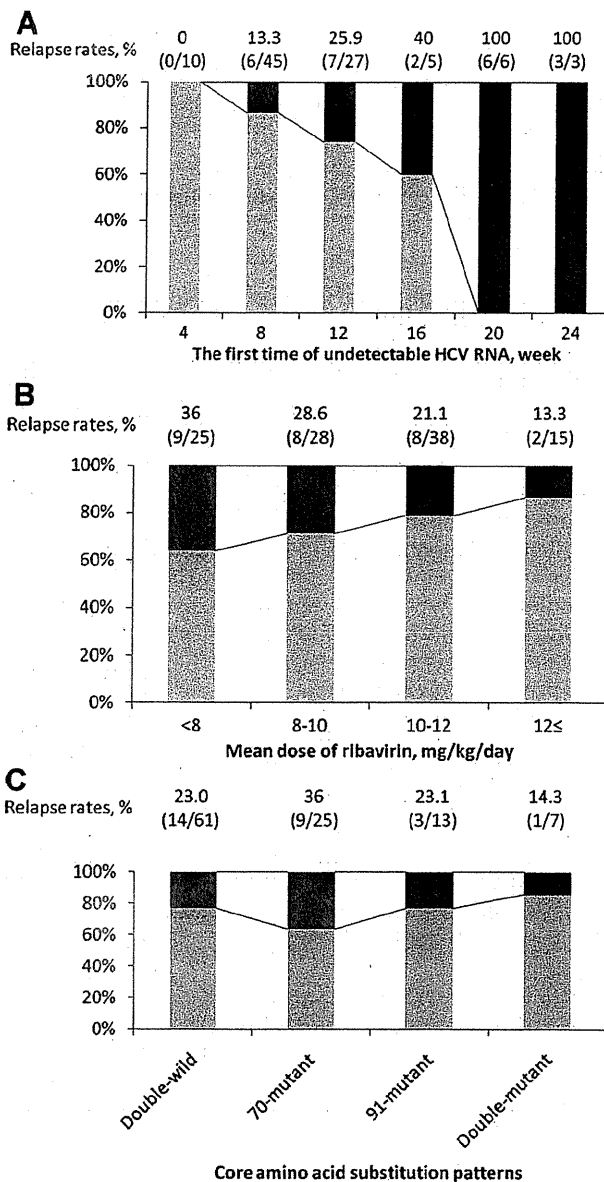 A
0 13.3 25.9 40 100 100
Relapse rates, % (0/10) (6/45) (7/27) (2/5) (6/6) (3/3)
100%
80%
60%
40%
20%
0%
4 8 12 16 20 24
The first time of undetectable HCV RNA, week
B
36 28.6 21.1 13.3
Relapse rates, % (9/25) (8/28) (8/38) (2/15)
100%
80%
60%
40%
20%
0%
<8 8-10 10-12 12≤
Mean dose of ribavirin, mg/kg/day
C
23.0 36 23.1 14.3
Relapse rates, % (14/61) (9/25) (3/13) (1/7)
100%
80%
60%
40%
20%
0%
Double-wild 70-mutant 91-mutant Double-mutant
Core amino acid substitution patterns